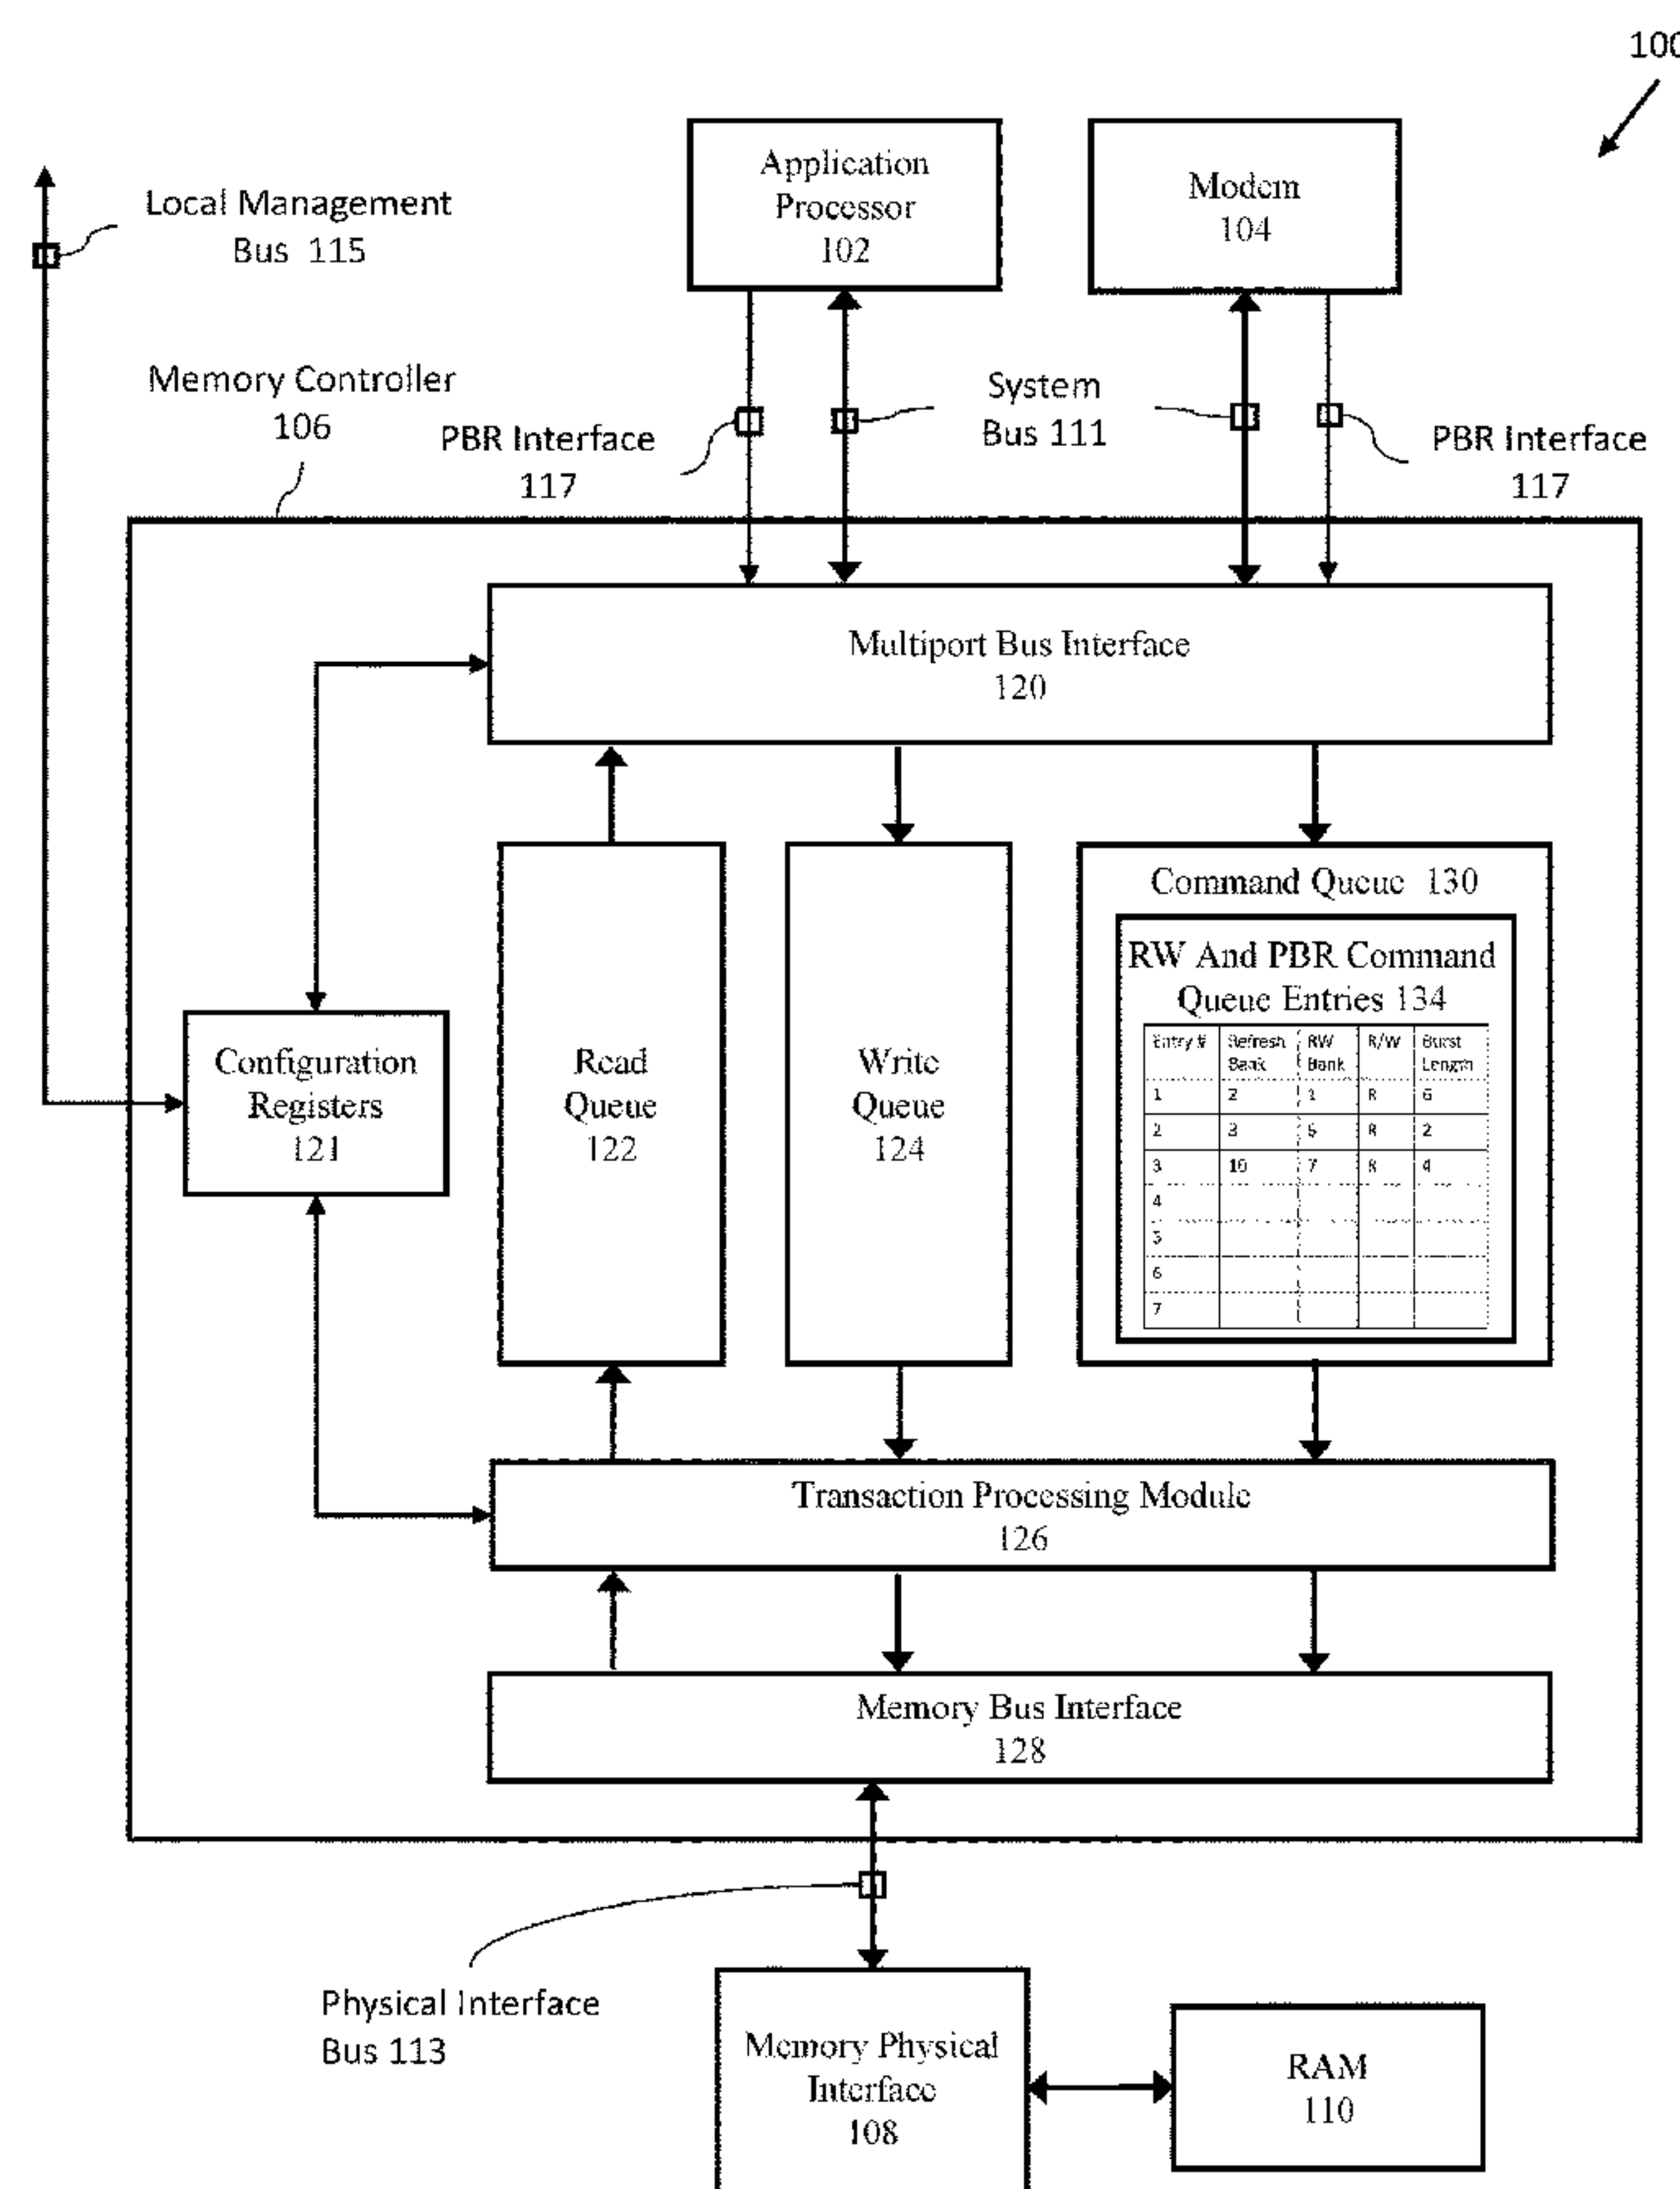 100
Application
Processor
102
Modem
104
Local Management
Bus 115
Memory Controller
106
PBR Interface
117
System
Bus 111
PBR Interface
117
Multiport Bus Interface
120
Command Queue 130
RW And PBR Command
Queue Entries 134
Entry # Refresh Bank RW Bank R/W Burst Length
1 2 1 R 6
2 3 5 R 2
3 10 7 R 4
4
5
6
7
Configuration
Registers
121
Read
Queue
122
Write
Queue
124
Transaction Processing Module
126
Memory Bus Interface
128
Physical Interface
Bus 113
Memory Physical
Interface
108
RAM
110